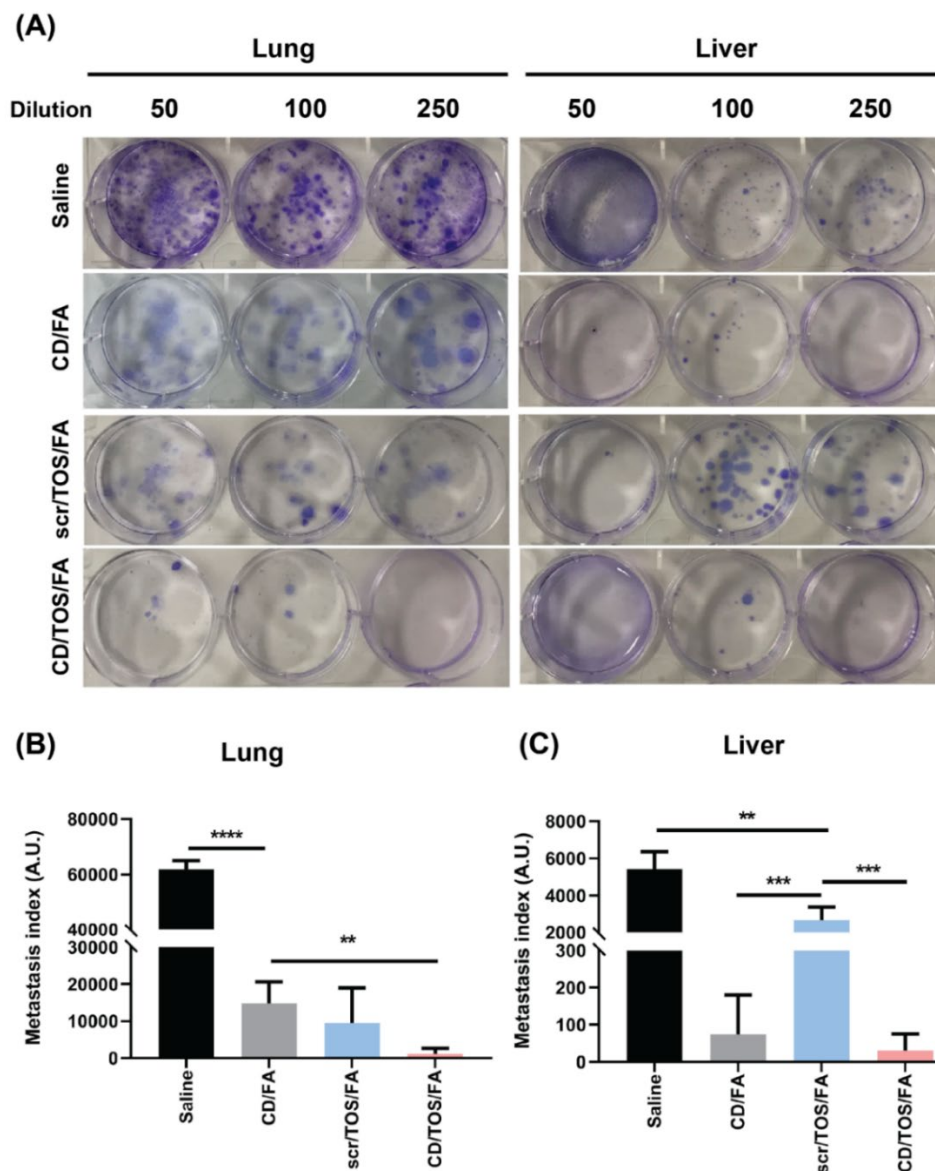 (A)
Lung Liver
Dilution 50 100 250 50 100 250
Saline
CD/FA
scr/TOS/FA
CD/TOS/FA
(B)
Lung
Metastasis index (A.U.)
80000
60000
40000
30000
20000
10000
0
****
**
Saline
CD/FA
scr/TOS/FA
CD/TOS/FA
(C)
Liver
Metastasis index (A.U.)
8000
6000
4000
2000
300
200
100
0
**
***
***
Saline
CD/FA
scr/TOS/FA
CD/TOS/FA